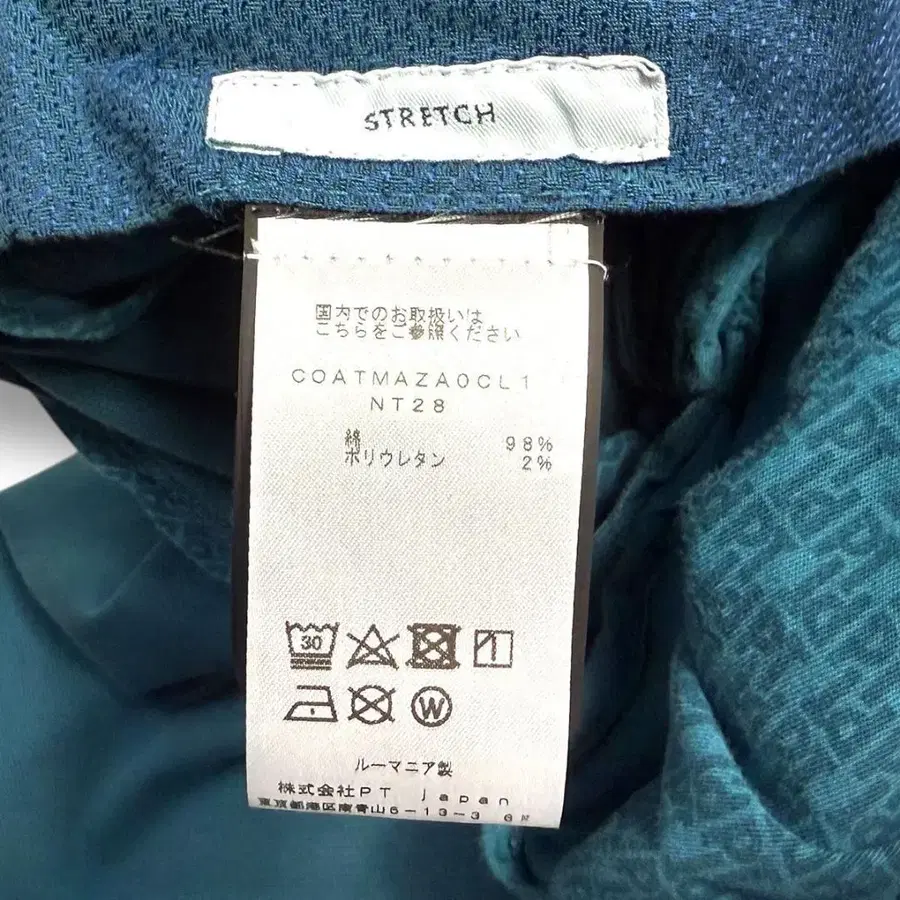 STRETCH
国内でのお取扱いは
こちらをご参照ください
COATMAZA0CL1
NT28
綿 98%
ポリウレタン 2%
30
W
ルーマニア製
株式会社PT japan
東京都港区南青山6-13-3